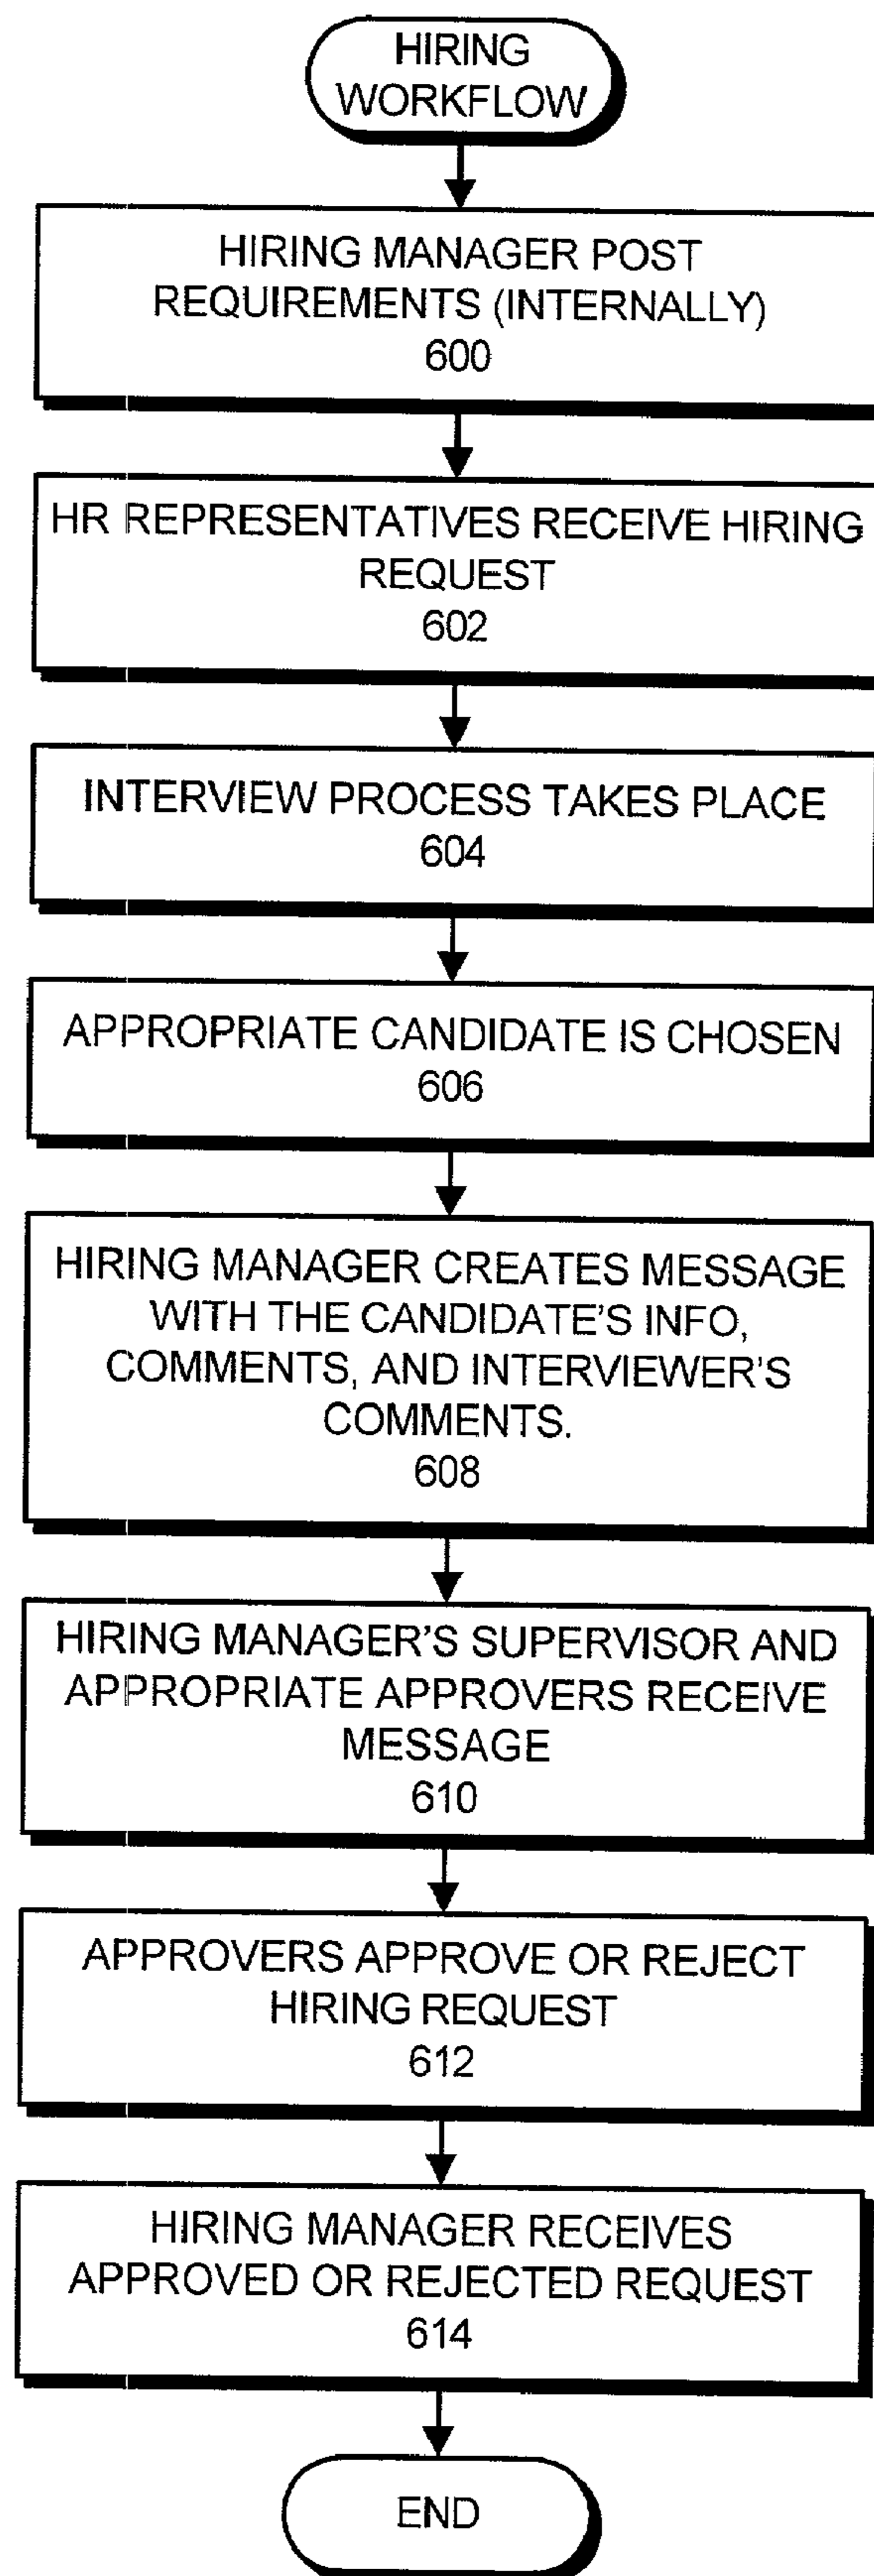 HIRING
WORKFLOW
HIRING MANAGER POST
REQUIREMENTS (INTERNALLY)
600
HR REPRESENTATIVES RECEIVE HIRING
REQUEST
602
INTERVIEW PROCESS TAKES PLACE
604
APPROPRIATE CANDIDATE IS CHOSEN
606
HIRING MANAGER CREATES MESSAGE
WITH THE CANDIDATE'S INFO,
COMMENTS, AND INTERVIEWER'S
COMMENTS.
608
HIRING MANAGER'S SUPERVISOR AND
APPROPRIATE APPROVERS RECEIVE
MESSAGE
610
APPROVERS APPROVE OR REJECT
HIRING REQUEST
612
HIRING MANAGER RECEIVES
APPROVED OR REJECTED REQUEST
614
END